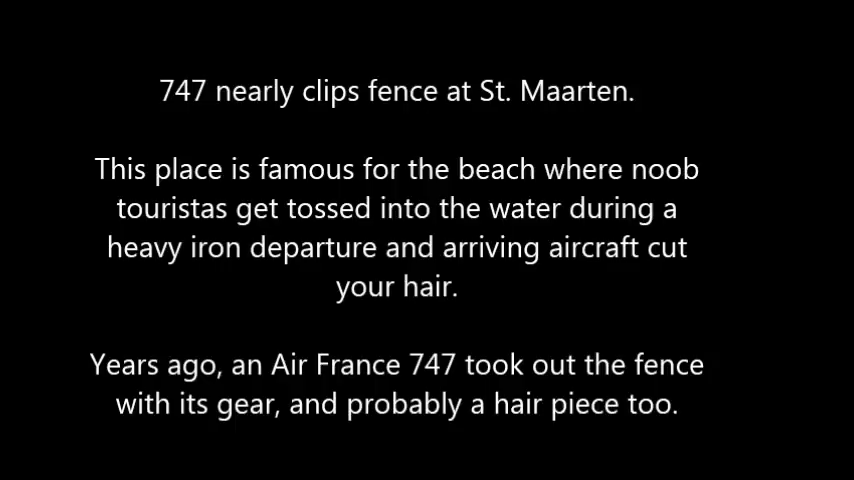 747 nearly clips fence at St. Maarten.
This place is famous for the beach where noob
touristas get tossed into the water during a
heavy iron departure and arriving aircraft cut
your hair.
Years ago, an Air France 747 took out the fence
with its gear, and probably a hair piece too.